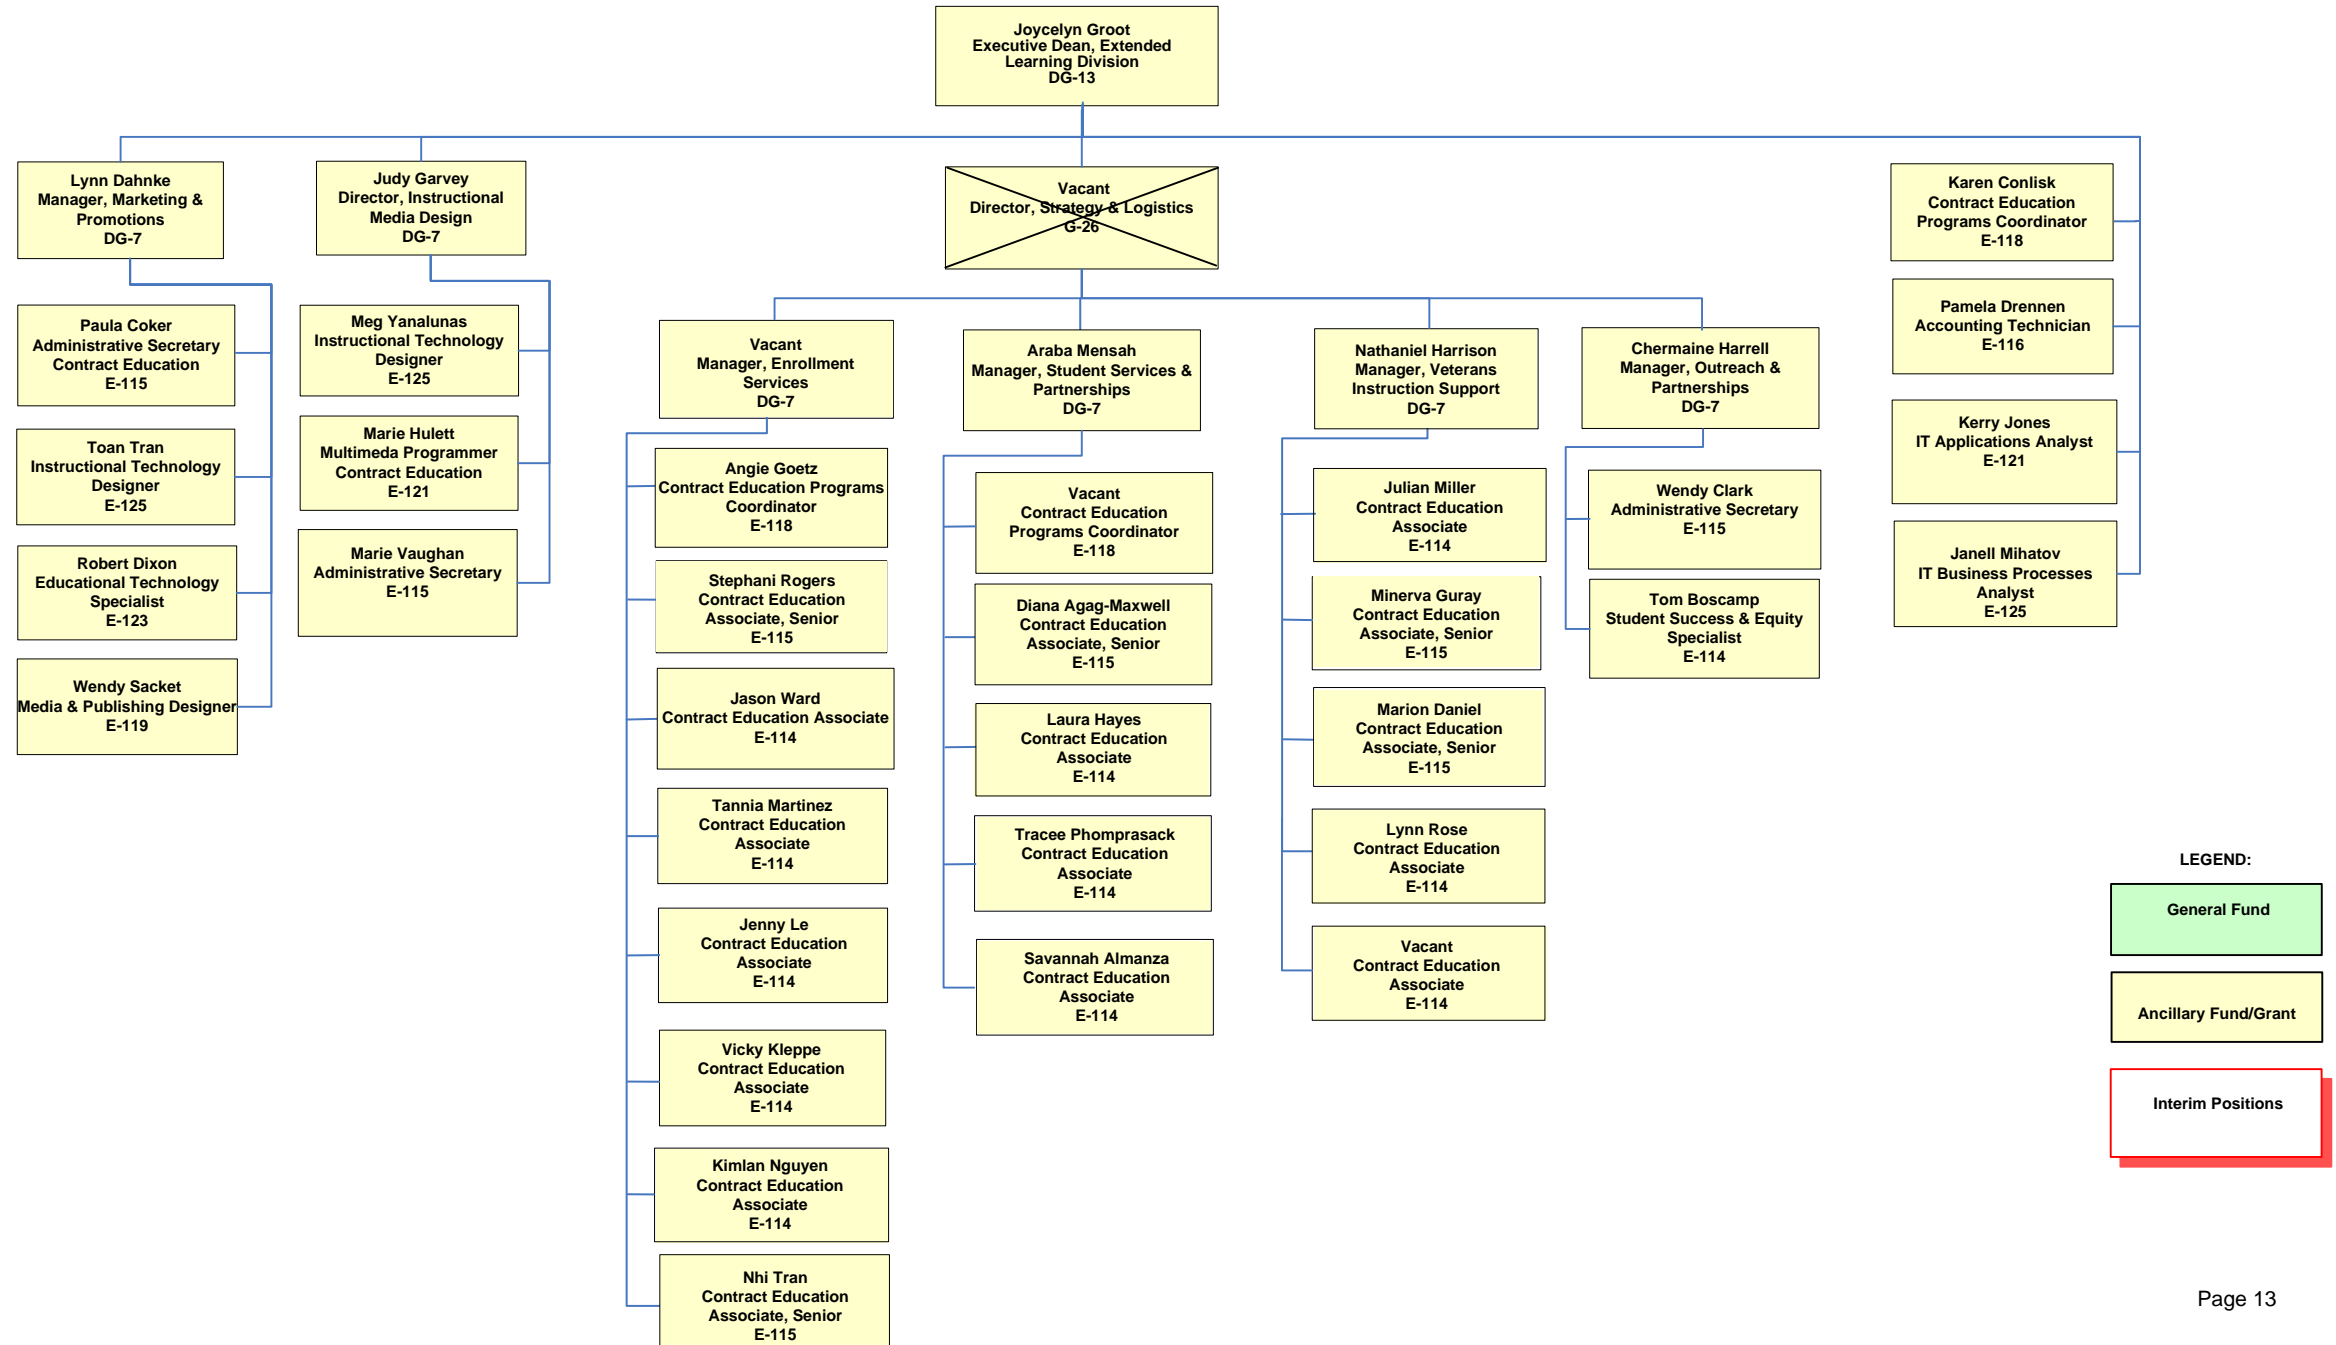 Joycelyn Groot
Executive Dean, Extended
Learning Division
DG-13
Lynn Dahnke
Manager, Marketing &
Promotions
DG-7
Paula Coker
Administrative Secretary
Contract Education
E-115
Toan Tran
Instructional Technology
Designer
E-125
Robert Dixon
Educational Technology
Specialist
E-123
Wendy Sacket
Media & Publishing Designer
E-119
Judy Garvey
Director, Instructional
Media Design
DG-7
Meg Yanalunas
Instructional Technology
Designer
E-125
Marie Hulett
Multimeda Programmer
Contract Education
E-121
Marie Vaughan
Administrative Secretary
E-115
Vacant
Director, Strategy & Logistics
G-26
Vacant
Manager, Enrollment
Services
DG-7
Angie Goetz
Contract Education Programs
Coordinator
E-118
Stephani Rogers
Contract Education
Associate, Senior
E-115
Jason Ward
Contract Education Associate
E-114
Tannia Martinez
Contract Education
Associate
E-114
Jenny Le
Contract Education
Associate
E-114
Vicky Kleppe
Contract Education
Associate
E-114
Kimlan Nguyen
Contract Education
Associate
E-114
Nhi Tran
Contract Education
Associate, Senior
E-115
Araba Mensah
Manager, Student Services &
Partnerships
DG-7
Vacant
Contract Education
Programs Coordinator
E-118
Diana Agag-Maxwell
Contract Education
Associate, Senior
E-115
Laura Hayes
Contract Education
Associate
E-114
Tracee Phomprasack
Contract Education
Associate
E-114
Savannah Almanza
Contract Education
Associate
E-114
Nathaniel Harrison
Manager, Veterans
Instruction Support
DG-7
Julian Miller
Contract Education
Associate
E-114
Minerva Guray
Contract Education
Associate, Senior
E-115
Marion Daniel
Contract Education
Associate, Senior
E-115
Lynn Rose
Contract Education
Associate
E-114
Vacant
Contract Education
Associate
E-114
Chermaine Harrell
Manager, Outreach &
Partnerships
DG-7
Wendy Clark
Administrative Secretary
E-115
Tom Boscamp
Student Success & Equity
Specialist
E-114
Karen Conlisk
Contract Education
Programs Coordinator
E-118
Pamela Drennen
Accounting Technician
E-116
Kerry Jones
IT Applications Analyst
E-121
Janell Mihatov
IT Business Processes
Analyst
E-125
LEGEND:
General Fund
Ancillary Fund/Grant
Interim Positions
Page 13